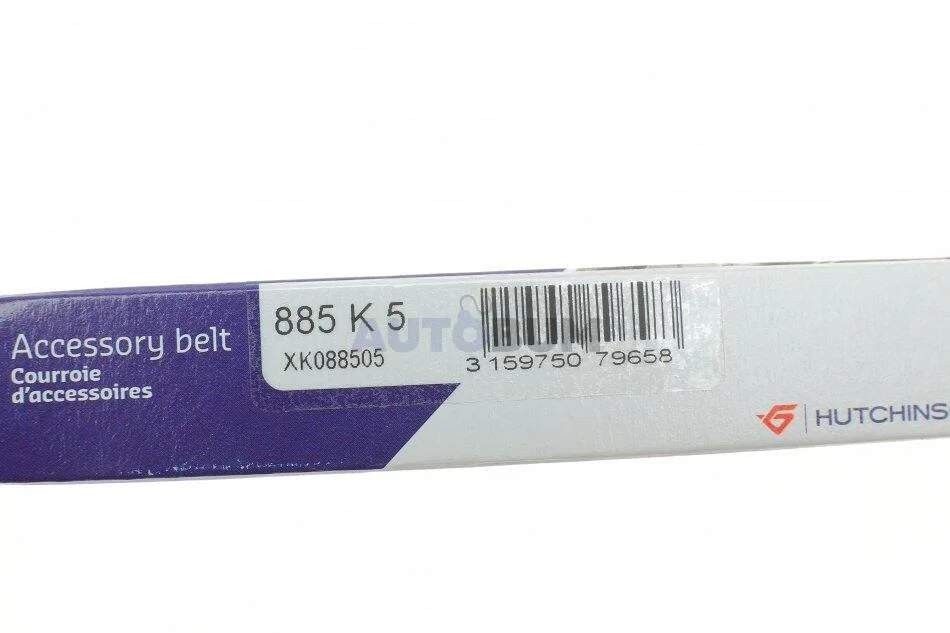 Accessory belt
Courroie
d'accessoires
885 K 5
XK088505
3 159750 79658
HUTCHINS